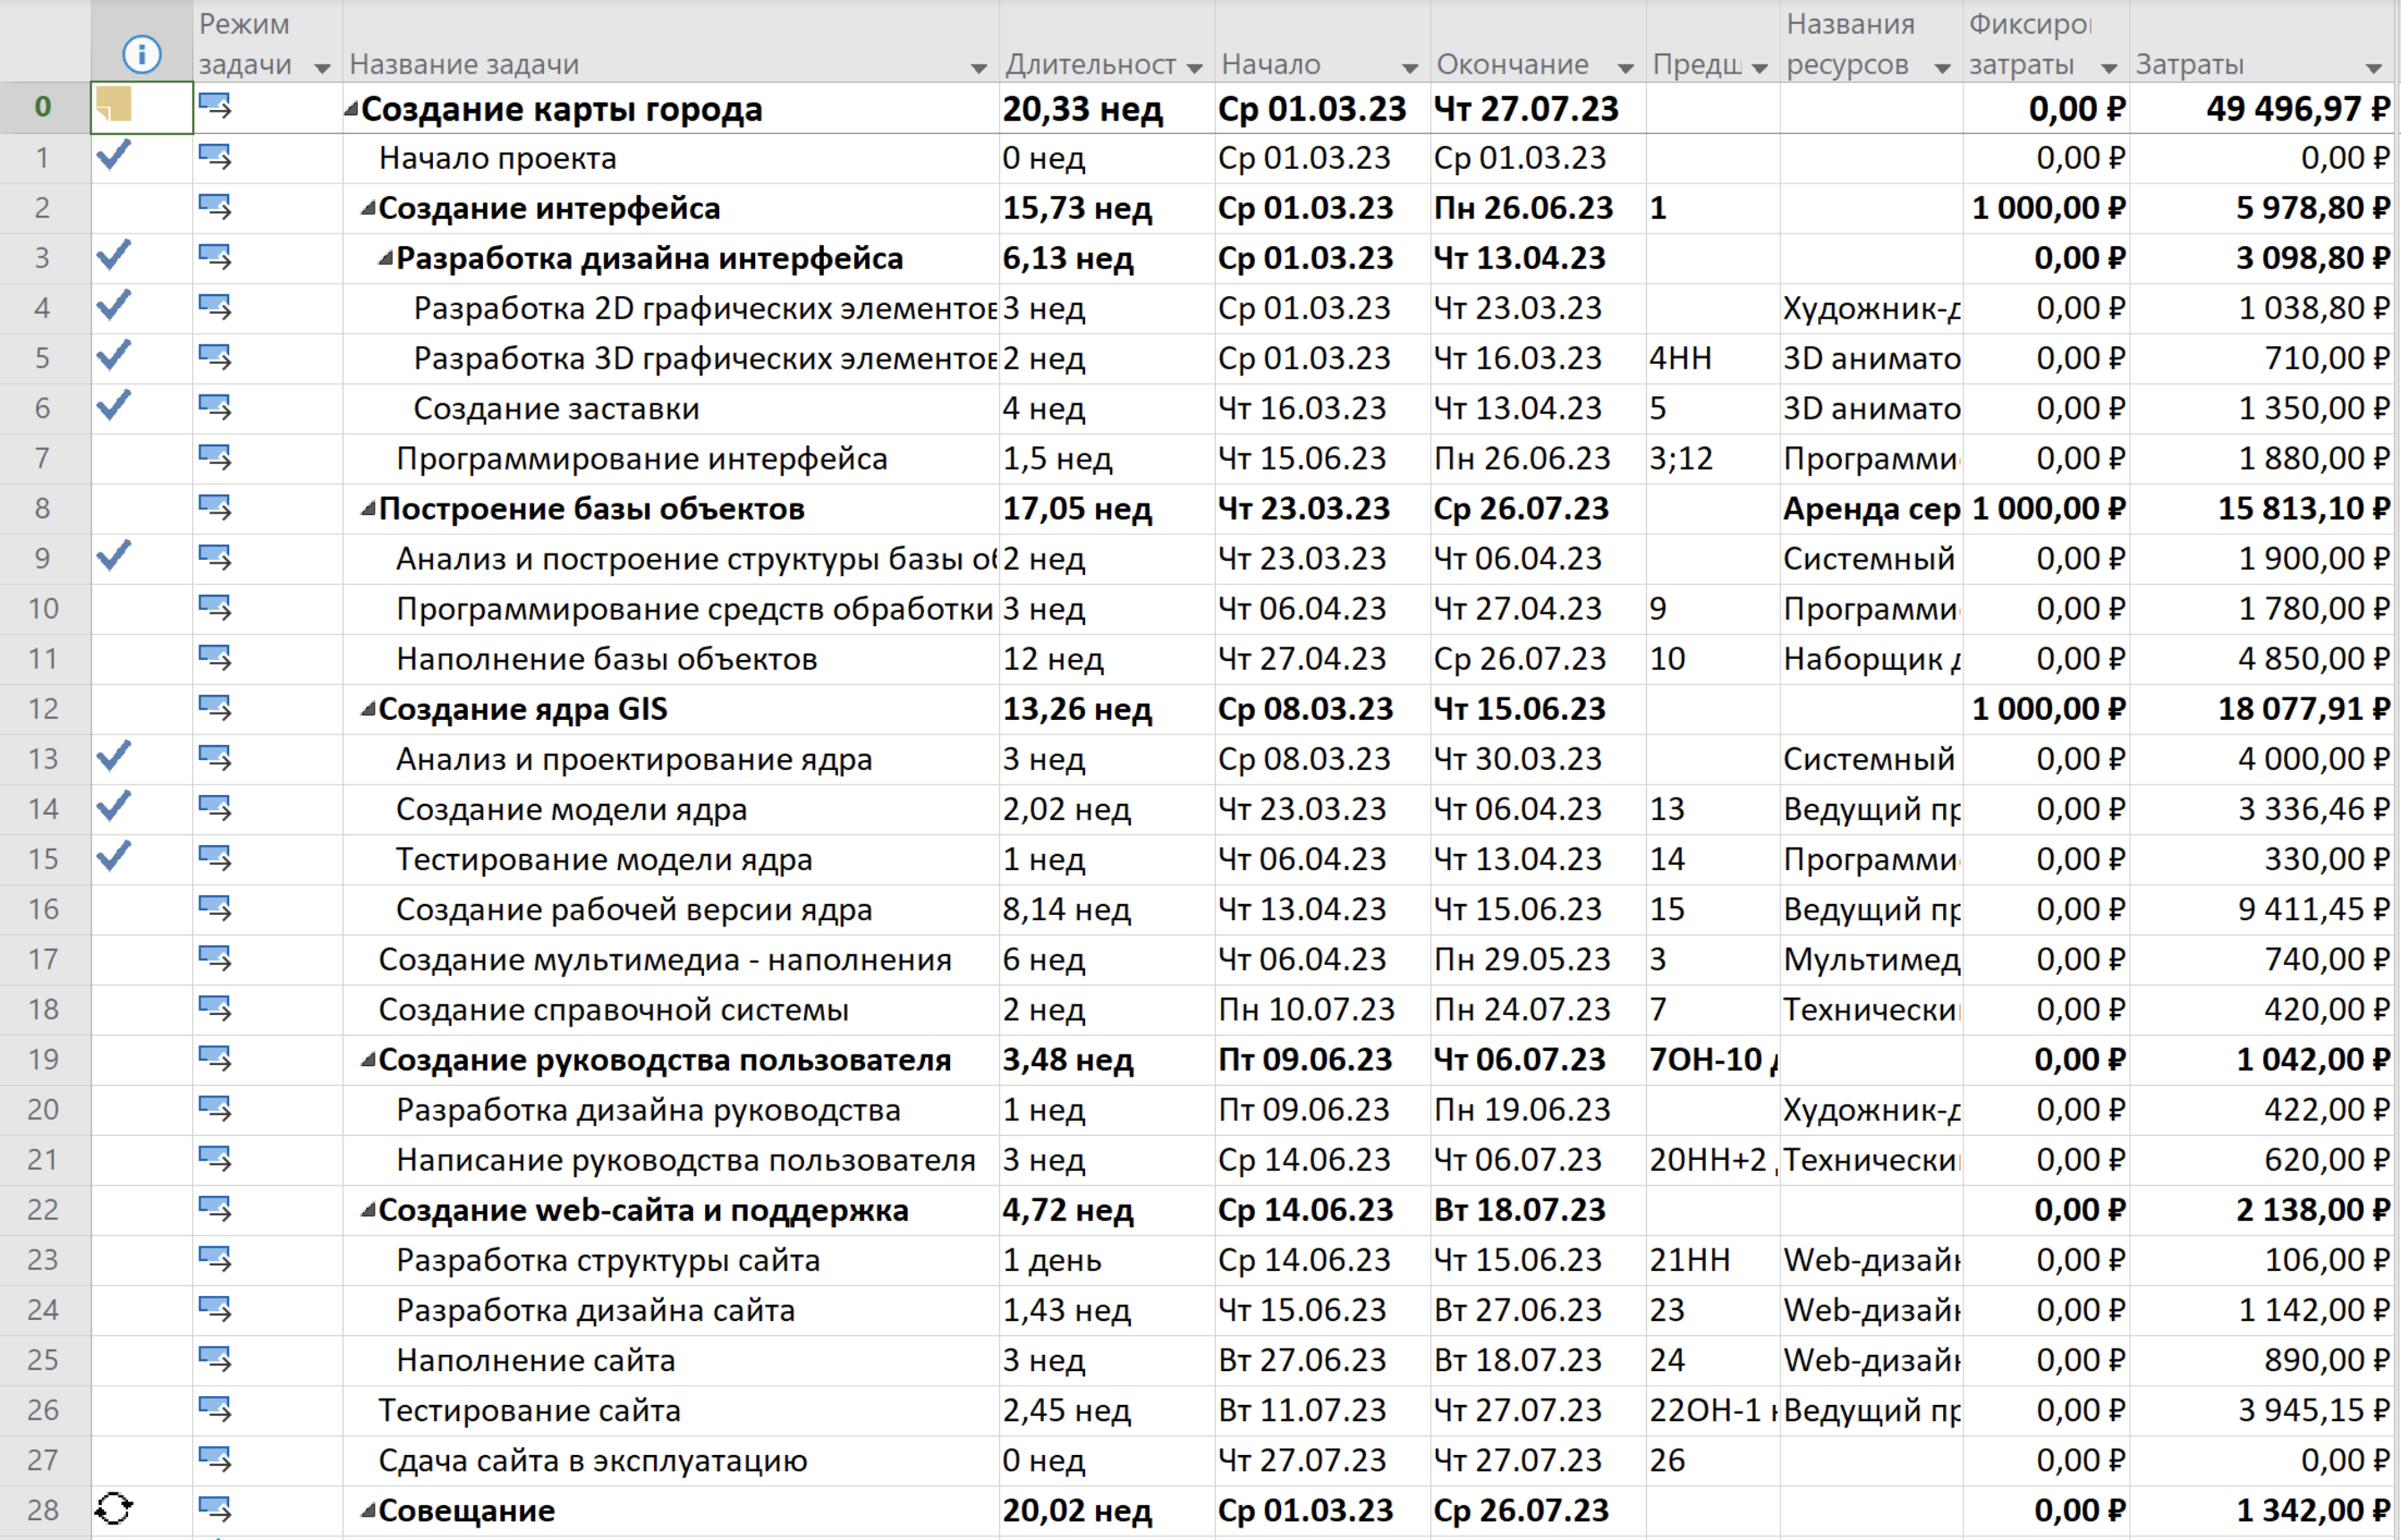 Режим задачи Название задачи Длительност Начало Окончание Предш Названия ресурсов Фиксиро затраты Затраты
0 Создание карты города 20,33 нед Ср 01.03.23 Чт 27.07.23 0,00 ₽ 49 496,97 ₽
1 Начало проекта 0 нед Ср 01.03.23 Ср 01.03.23 0,00 ₽ 0,00 ₽
2 Создание интерфейса 15,73 нед Ср 01.03.23 Пн 26.06.23 1 1 000,00 ₽ 5 978,80 ₽
3 Разработка дизайна интерфейса 6,13 нед Ср 01.03.23 Чт 13.04.23 0,00 ₽ 3 098,80 ₽
4 Разработка 2D графических элементов 3 нед Ср 01.03.23 Чт 23.03.23 Художник-д 0,00 ₽ 1 038,80 ₽
5 Разработка 3D графических элементов 2 нед Ср 01.03.23 Чт 16.03.23 4НН 3D анимато 0,00 ₽ 710,00 ₽
6 Создание заставки 4 нед Чт 16.03.23 Чт 13.04.23 5 3D анимато 0,00 ₽ 1 350,00 ₽
7 Программирование интерфейса 1,5 нед Чт 15.06.23 Пн 26.06.23 3;12 Программи 0,00 ₽ 1 880,00 ₽
8 Построение базы объектов 17,05 нед Чт 23.03.23 Ср 26.07.23 Аренда сер 1 000,00 ₽ 15 813,10 ₽
9 Анализ и построение структуры базы об 2 нед Чт 23.03.23 Чт 06.04.23 Системный 0,00 ₽ 1 900,00 ₽
10 Программирование средств обработки 3 нед Чт 06.04.23 Чт 27.04.23 9 Программи 0,00 ₽ 1 780,00 ₽
11 Наполнение базы объектов 12 нед Чт 27.04.23 Ср 26.07.23 10 Наборщик д 0,00 ₽ 4 850,00 ₽
12 Создание ядра GIS 13,26 нед Ср 08.03.23 Чт 15.06.23 1 000,00 ₽ 18 077,91 ₽
13 Анализ и проектирование ядра 3 нед Ср 08.03.23 Чт 30.03.23 Системный 0,00 ₽ 4 000,00 ₽
14 Создание модели ядра 2,02 нед Чт 23.03.23 Чт 06.04.23 13 Ведущий пр 0,00 ₽ 3 336,46 ₽
15 Тестирование модели ядра 1 нед Чт 06.04.23 Чт 13.04.23 14 Программи 0,00 ₽ 330,00 ₽
16 Создание рабочей версии ядра 8,14 нед Чт 13.04.23 Чт 15.06.23 15 Ведущий пр 0,00 ₽ 9 411,45 ₽
17 Создание мультимедиа - наполнения 6 нед Чт 06.04.23 Пн 29.05.23 3 Мультимед 0,00 ₽ 740,00 ₽
18 Создание справочной системы 2 нед Пн 10.07.23 Пн 24.07.23 7 Технически 0,00 ₽ 420,00 ₽
19 Создание руководства пользователя 3,48 нед Пт 09.06.23 Чт 06.07.23 7ОН-10 д 0,00 ₽ 1 042,00 ₽
20 Разработка дизайна руководства 1 нед Пт 09.06.23 Пн 19.06.23 Художник-д 0,00 ₽ 422,00 ₽
21 Написание руководства пользователя 3 нед Ср 14.06.23 Чт 06.07.23 20НН+2 Технически 0,00 ₽ 620,00 ₽
22 Создание web-сайта и поддержка 4,72 нед Ср 14.06.23 Вт 18.07.23 0,00 ₽ 2 138,00 ₽
23 Разработка структуры сайта 1 день Ср 14.06.23 Чт 15.06.23 21НН Web-дизайн 0,00 ₽ 106,00 ₽
24 Разработка дизайна сайта 1,43 нед Чт 15.06.23 Вт 27.06.23 23 Web-дизайн 0,00 ₽ 1 142,00 ₽
25 Наполнение сайта 3 нед Вт 27.06.23 Вт 18.07.23 24 Web-дизайн 0,00 ₽ 890,00 ₽
26 Тестирование сайта 2,45 нед Вт 11.07.23 Чт 27.07.23 22ОН-1 н Ведущий пр 0,00 ₽ 3 945,15 ₽
27 Сдача сайта в эксплуатацию 0 нед Чт 27.07.23 Чт 27.07.23 26 0,00 ₽ 0,00 ₽
28 Совещание 20,02 нед Ср 01.03.23 Ср 26.07.23 0,00 ₽ 1 342,00 ₽